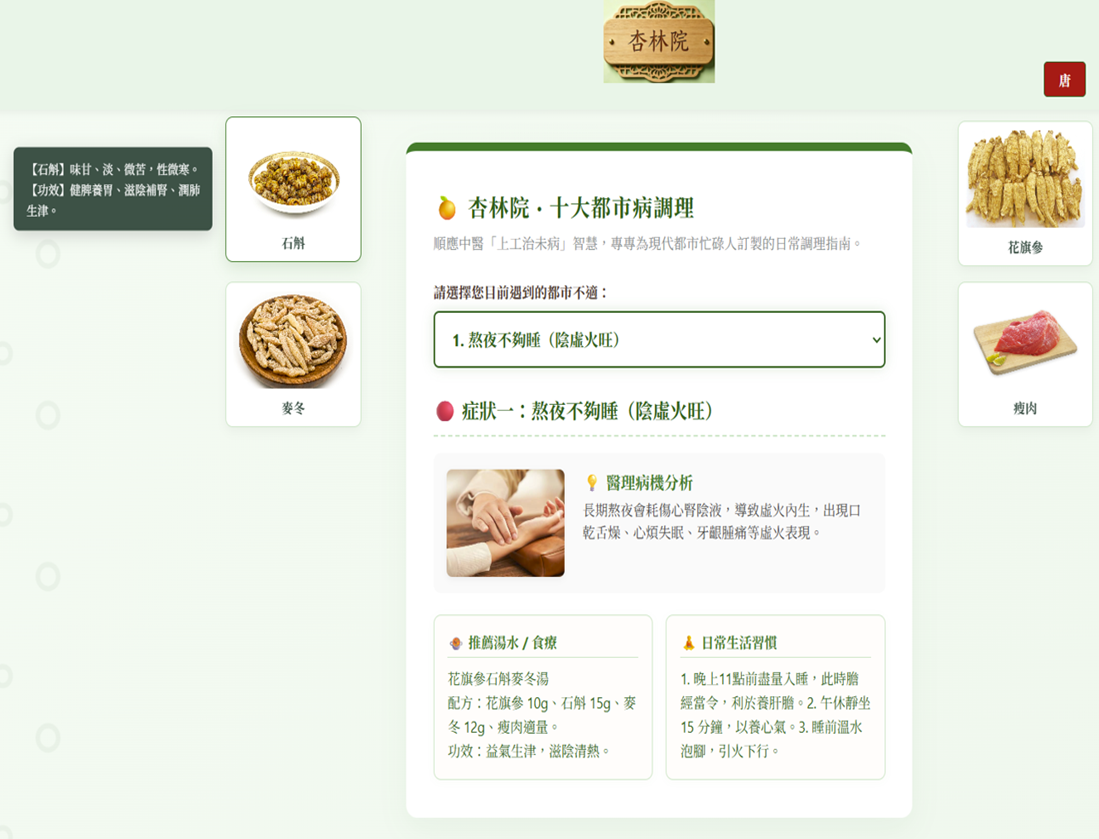 杏林院
唐
【石斛】味甘、淡、微苦，性微寒。
【功效】健脾養胃、滋陰補腎、潤肺
生津。
石斛
麥冬
杏林院·十大都市病調理
順應中醫「上工治未病」智慧，專專為現代都市忙碌人訂製的日常調理指南。
請選擇您目前遇到的都市不適：
1. 熬夜不夠睡（陰虛火旺）
症狀一：熬夜不夠睡（陰虛火旺）
醫理病機分析
長期熬夜會耗傷心腎陰液，導致虛火內生，出現口
乾舌燥、心煩失眠、牙齦腫痛等虛火表現。
推薦湯水 / 食療
花旗參石斛麥冬湯
配方：花旗參 10g、石斛 15g、麥
冬 12g、瘦肉適量。
功效：益氣生津，滋陰清熱。
日常生活習慣
1. 晚上11點前盡量入睡，此時膽
經當令，利於養肝膽。2. 午休靜坐
15 分鐘，以養心氣。3. 睡前溫水
泡腳，引火下行。
花旗參
瘦肉